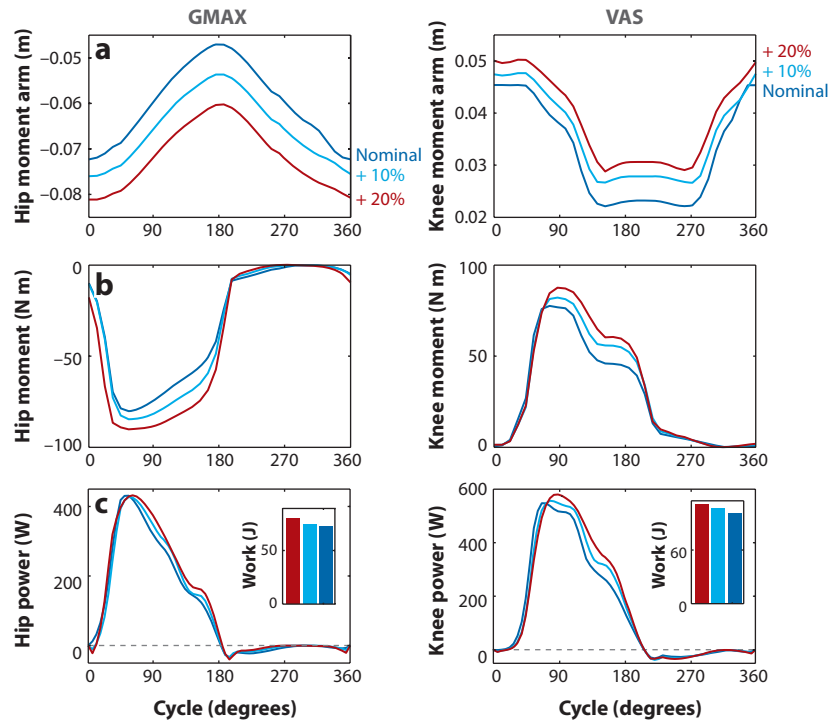 GMAX
VAS
a
Hip moment arm (m)
−0.05
−0.06
−0.07
−0.08
0 90 180 270 360
Nominal
+ 10%
+ 20%
Knee moment arm (m)
0.05
0.04
0.03
0.02
0 90 180 270 360
+ 20%
+ 10%
Nominal
b
Hip moment (N m)
0
−50
−100
0 90 180 270 360
Knee moment (N m)
100
50
0
0 90 180 270 360
c
Hip power (W)
400
200
0
0 90 180 270 360
Work (J)
50
0
Cycle (degrees)
Knee power (W)
600
400
200
0
0 90 180 270 360
Work (J)
60
0
Cycle (degrees)